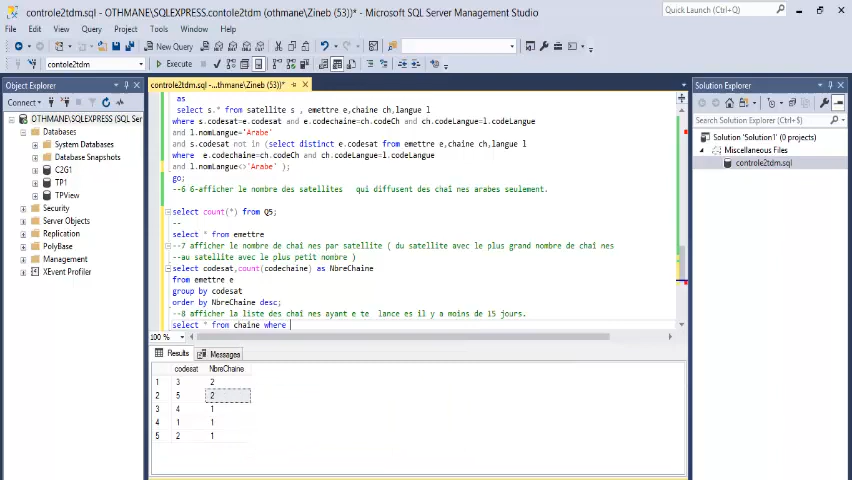 controle2tdm.sql - OTHMANE\SQLEXPRESS.contole2tdm (othmane\Zineb (53))* - Microsoft SQL Server Management Studio
Quick Launch (Ctrl+Q)
File Edit View Query Project Tools Window Help
New Query
contole2tdm
Execute
Object Explorer
Connect
OTHMANE\SQLEXPRESS (SQL Ser
Databases
System Databases
Database Snapshots
C2G1
TP1
TPView
Security
Server Objects
Replication
PolyBase
Management
XEvent Profiler
controle2tdm.sql...othmane\Zineb (53))*
as
select s.* from satellite s , emettre e,chaine ch,langue l
where s.codesat=e.codesat and e.codechaine=ch.codeCh and ch.codeLangue=l.codeLangue
and l.nomLangue='Arabe'
and s.codesat not in (select distinct e.codesat from emettre e,chaine ch,langue l
where e.codechaine=ch.codeCh and ch.codeLangue=l.codeLangue
and l.nomLangue<>'Arabe' );
go;
--6 6-afficher le nombre des satellites qui diffusent des chaî nes arabes seulement.
select count(*) from Q5;
--
select * from emettre
--7 afficher le nombre de chaî nes par satellite ( du satellite avec le plus grand nombre de chaî nes
--au satellite avec le plus petit nombre )
select codesat,count(codechaine) as NbreChaine
from emettre e
group by codesat
order by NbreChaine desc;
--8 afficher la liste des chaî nes ayant e te lance es il y a moins de 15 jours.
select * from chaine where
100 %
Results Messages
codesat NbreChaine
1 3 2
2 5 2
3 4 1
4 1 1
5 2 1
Solution Explorer
Search Solution Explorer (Ctrl+$)
Solution 'Solution1' (0 projects)
Miscellaneous Files
controle2tdm.sql